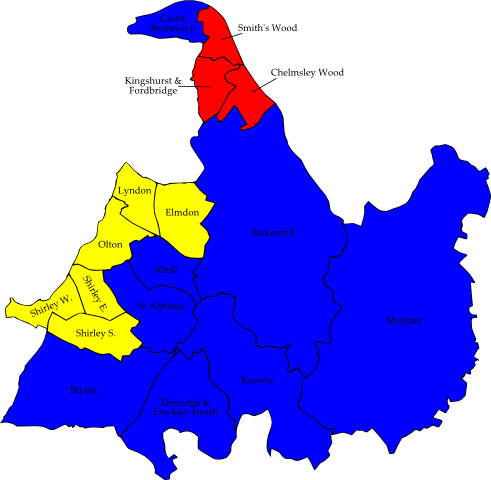 Castle
Bromwich
Smith's Wood
Chelmsley Wood
Kingshurst &
Fordbridge
Lyndon
Elmdon
Bickenhill
Olton
Silhill
Shirley E.
Shirley W.
St Alphege
Meriden
Shirley S.
Knowle
Blythe
Dorridge &
Hockley Heath